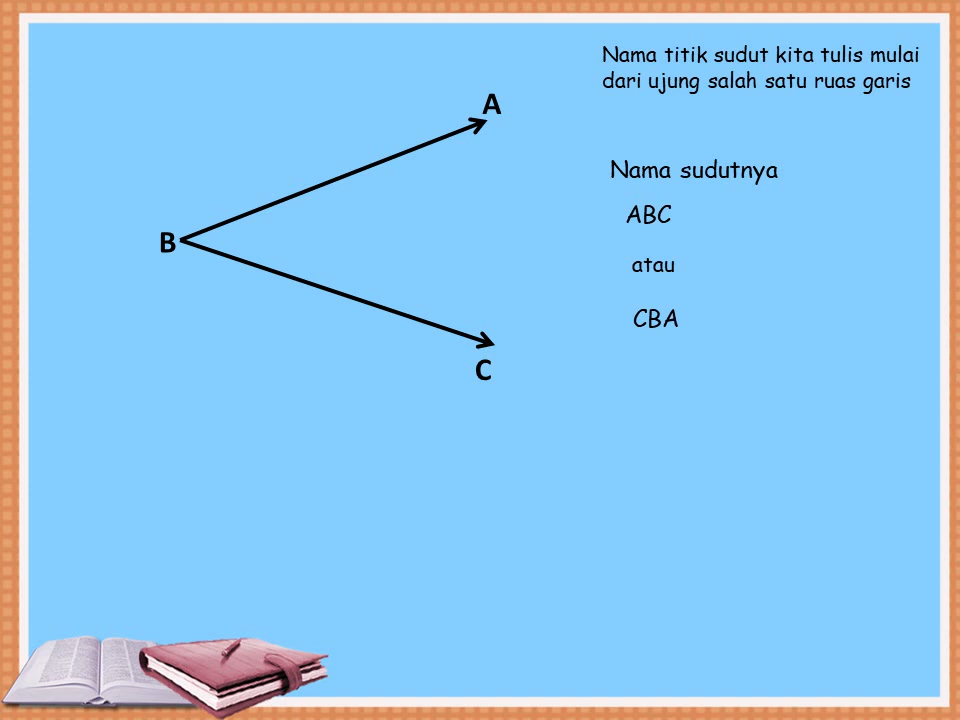 Nama titik sudut kita tulis mulai
dari ujung salah satu ruas garis
A
Nama sudutnya
ABC
B
atau
CBA
C